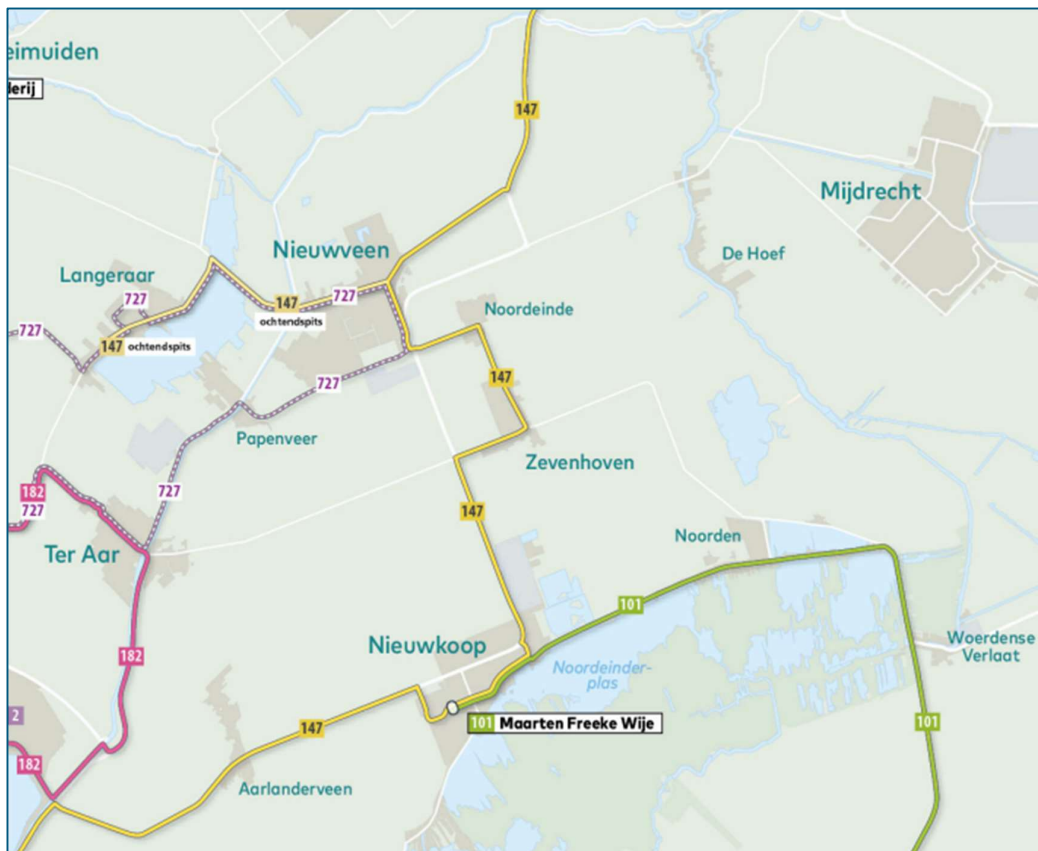 eimuiden
lerij
147
Mijdrecht
Nieuwveen
De Hoef
Langeraar
727
147
727
ochtendspits
Noordeinde
727
147 ochtendspits
147
727
Papenveer
Zevenhoven
182
727
727
147
Noorden
Ter Aar
101
Nieuwkoop
Woerdense
Verlaat
182
Noordeinder-
plas
2
101 Maarten Freeke Wije
101
147
182
Aarlanderveen